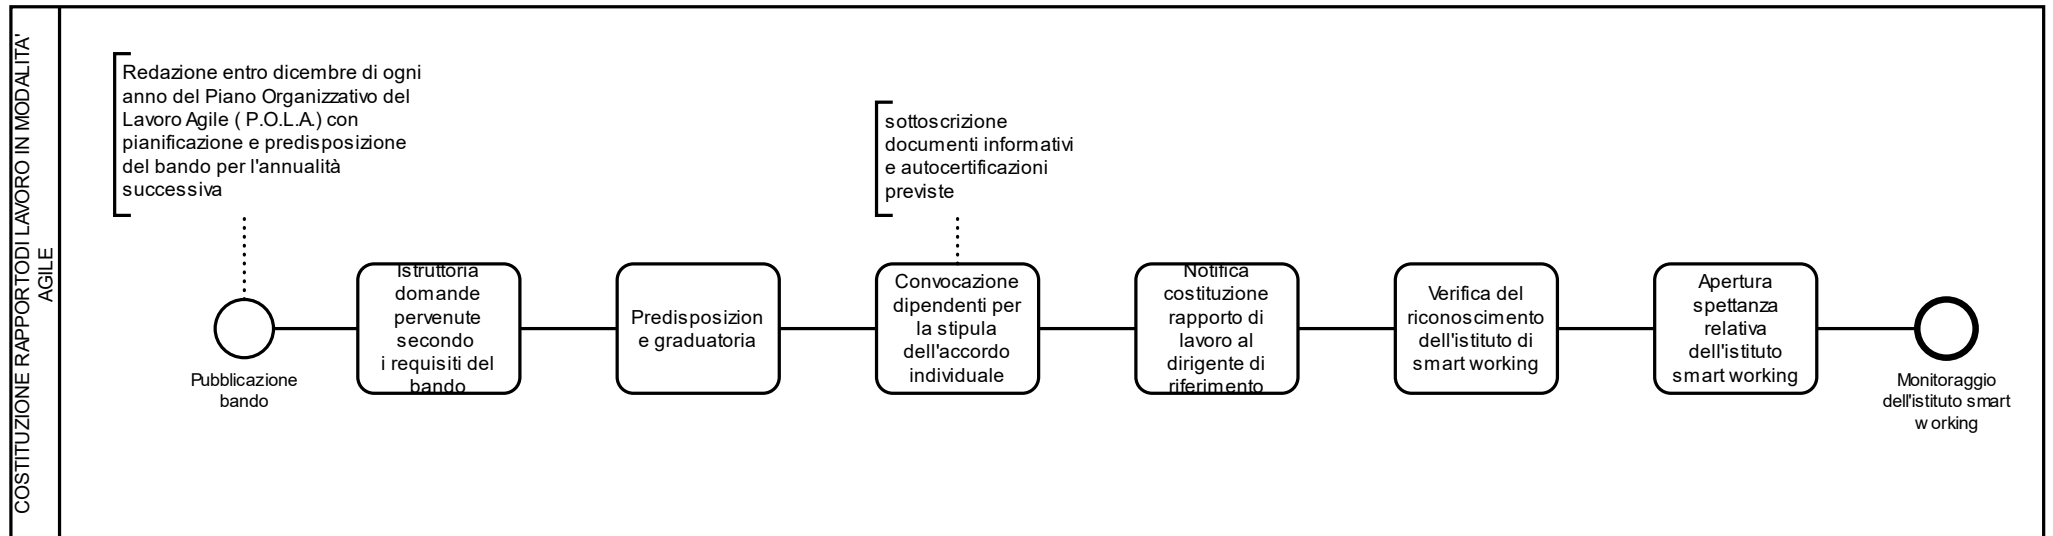 COSTITUZIONE RAPPORTO DI LAVORO IN MODALITA'
AGILE
Redazione entro dicembre di ogni
anno del Piano Organizzativo del
Lavoro Agile ( P.O.L.A.) con
pianificazione e predisposizione
del bando per l'annualità
successiva
sottoscrizione
documenti informativi
e autocertificazioni
previste
Pubblicazione
bando
Istruttoria
domande
pervenute
secondo
i requisiti del
bando
Predisposizion
e graduatoria
Convocazione
dipendenti per
la stipula
dell'accordo
individuale
Notifica
costituzione
rapporto di
lavoro al
dirigente di
riferimento
Verifica del
riconoscimento
dell'istituto di
smart working
Apertura
spettanza
relativa
dell'istituto
smart working
Monitoraggio
dell'istituto smart
working